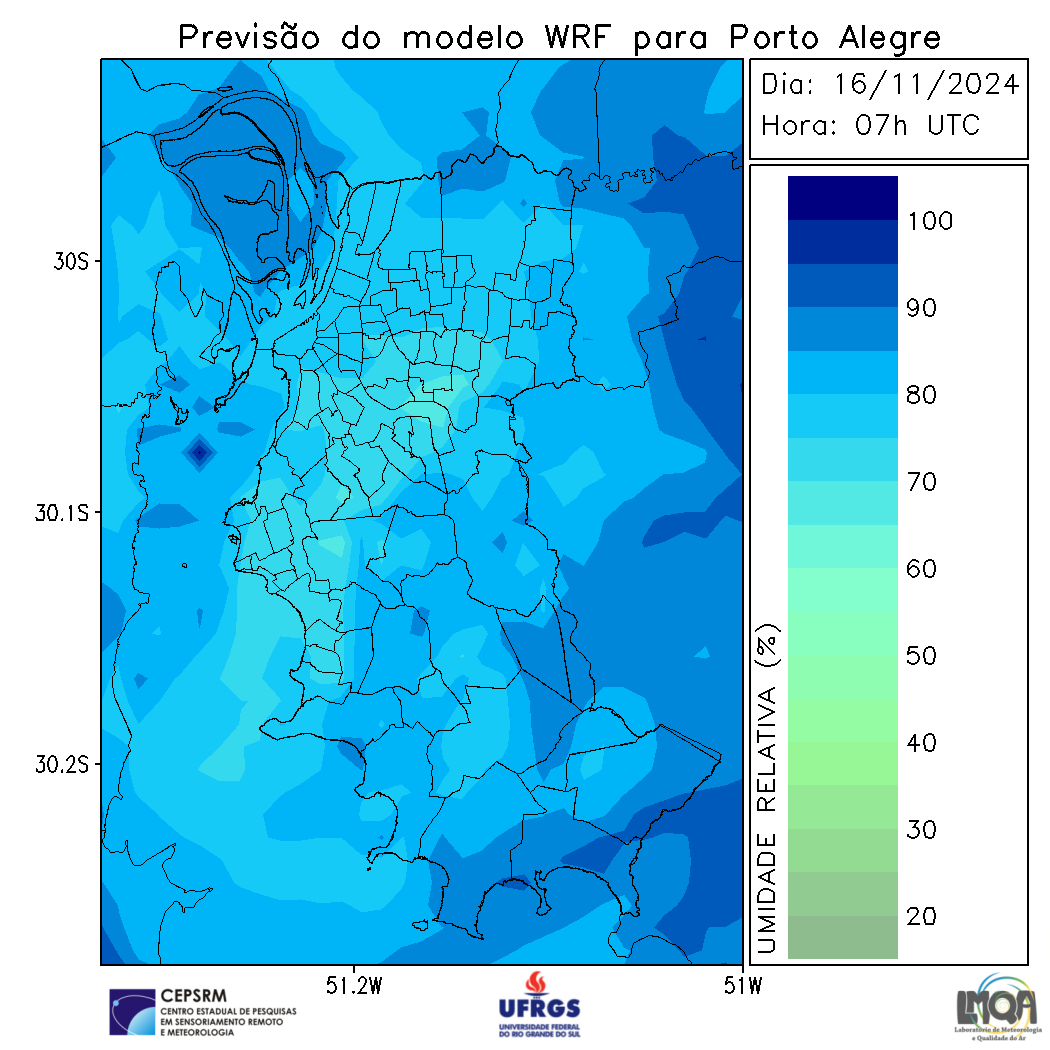 Previsão do modelo WRF para Porto Alegre
Dia: 16/11/2024
Hora: 07h UTC
30S
30.1S
30.2S
51.2W
51W
100
90
80
70
60
50
40
30
20
UMIDADE RELATIVA (%)
CEPSRM
CENTRO ESTADUAL DE PESQUISAS
EM SENSORIAMENTO REMOTO
E METEOROLOGIA
UFRGS
UNIVERSIDADE FEDERAL
DO RIO GRANDE DO SUL
LMQA
Laboratório de Meteorologia
e Qualidade do Ar